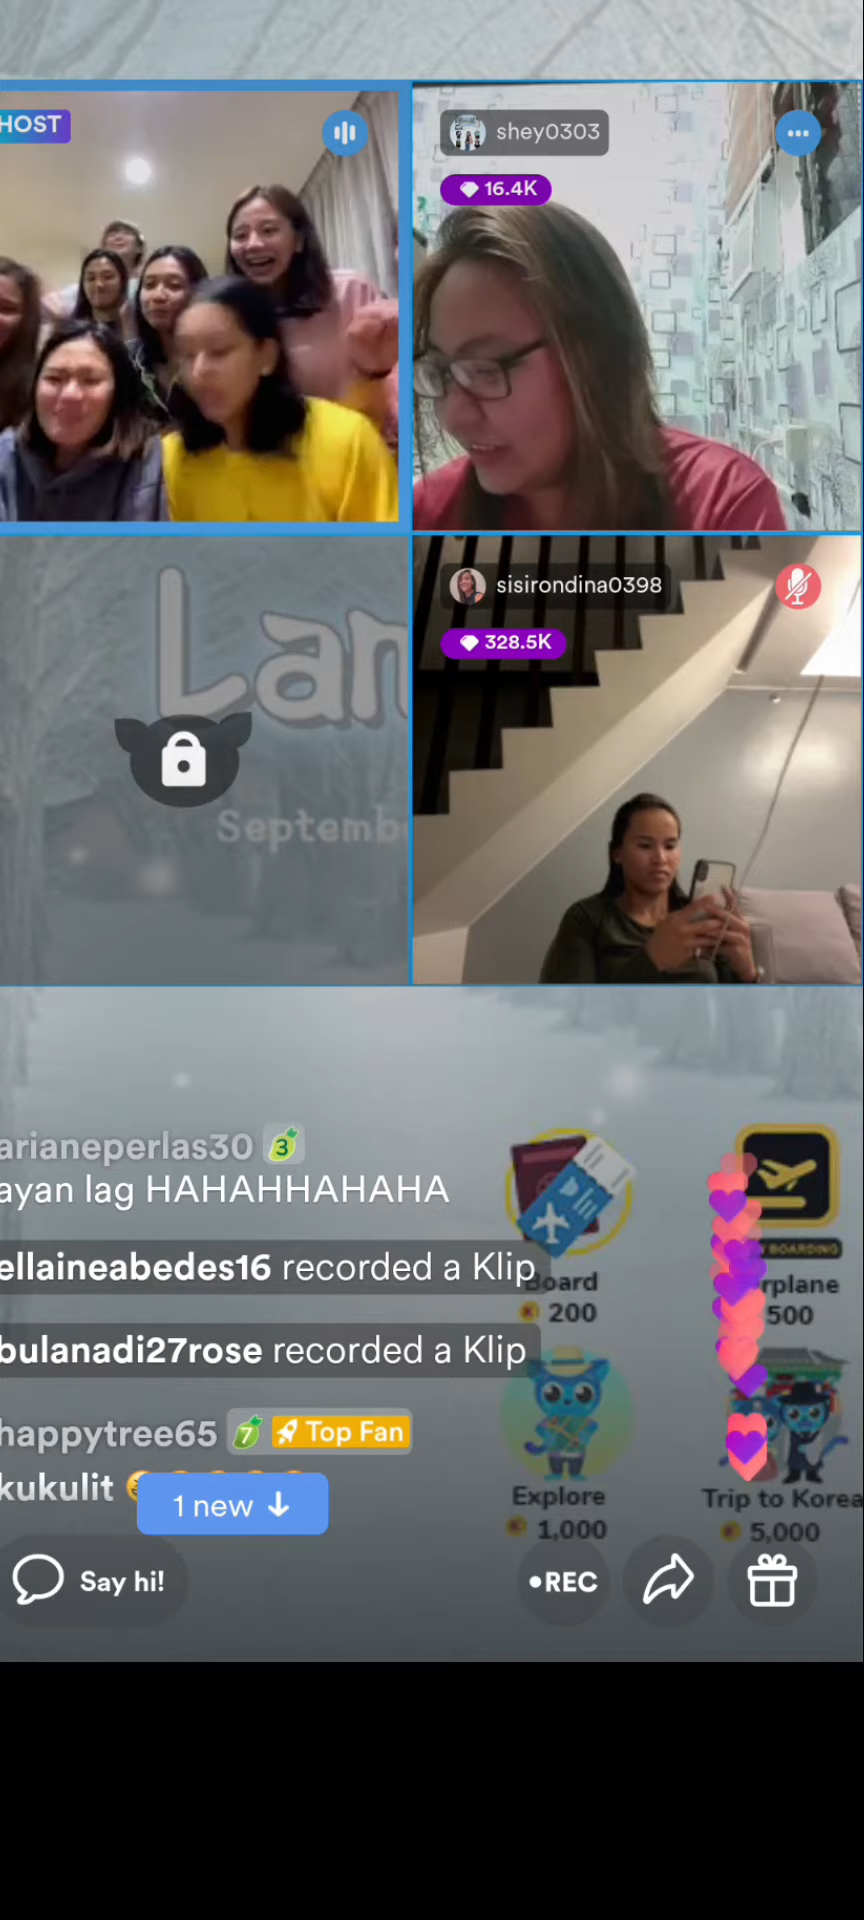 HOST
shey0303
16.4K
sisirondina0398
328.5K
Lan
Septemb
arianeperlas30 3
ayan lag HAHAHHAHAHA
ellaineabedes16 recorded a Klip
bulanadi27rose recorded a Klip
happytree65 7 Top Fan
kukulit
1 new
Board
200
BOARDING
rplane
500
Explore
1,000
Trip to Korea
5,000
Say hi!
•REC